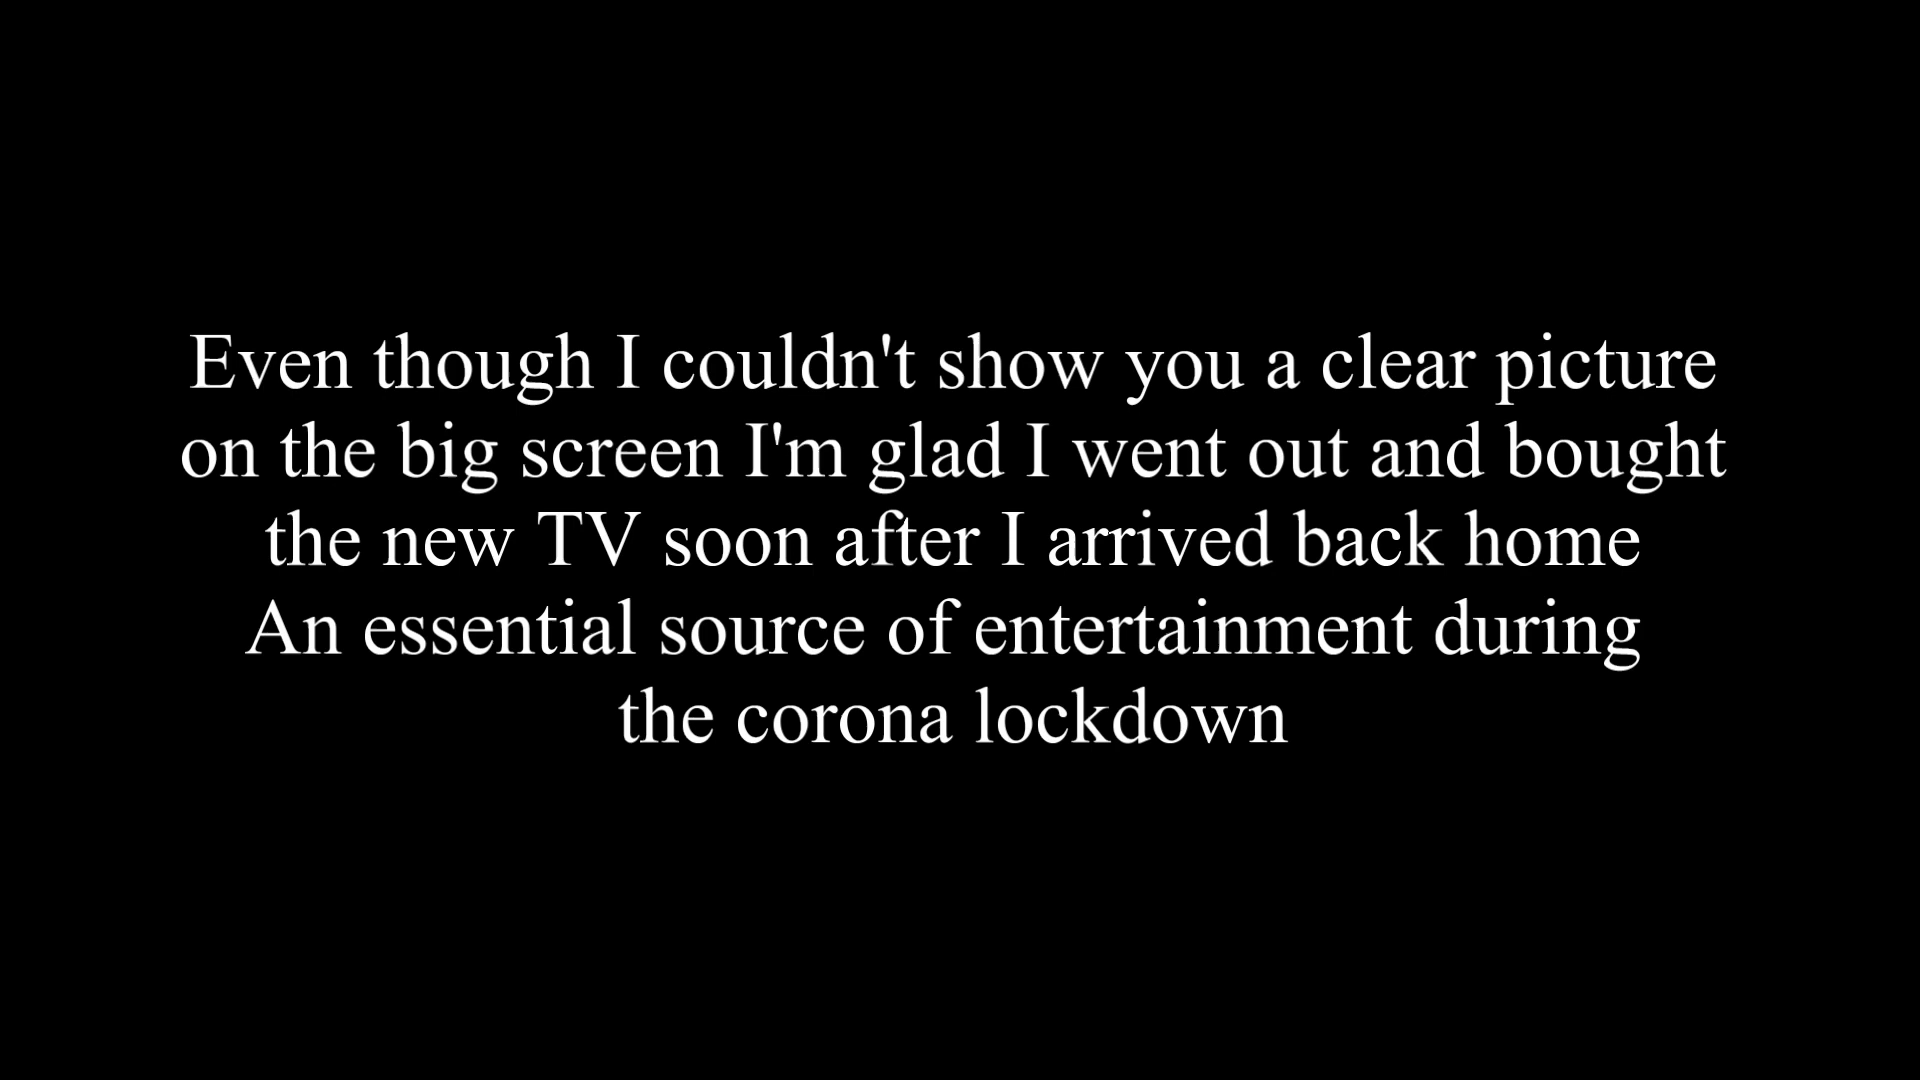 Even though I couldn't show you a clear picture
on the big screen I'm glad I went out and bought
the new TV soon after I arrived back home
An essential source of entertainment during
the corona lockdown